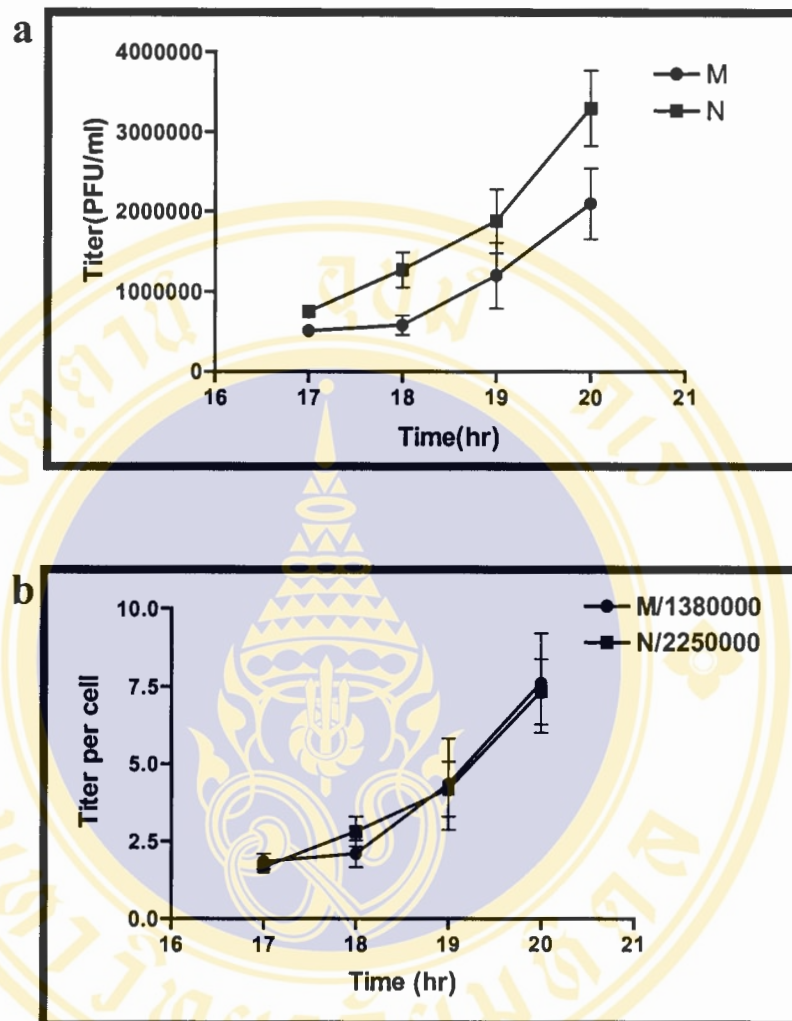 a
4000000
3000000
2000000
1000000
0
Titer(PFU/ml)
16 17 18 19 20 21
Time(hr)
M
N
b
10.0
7.5
5.0
2.5
0.0
Titer per cell
16 17 18 19 20 21
Time (hr)
M/1380000
N/2250000